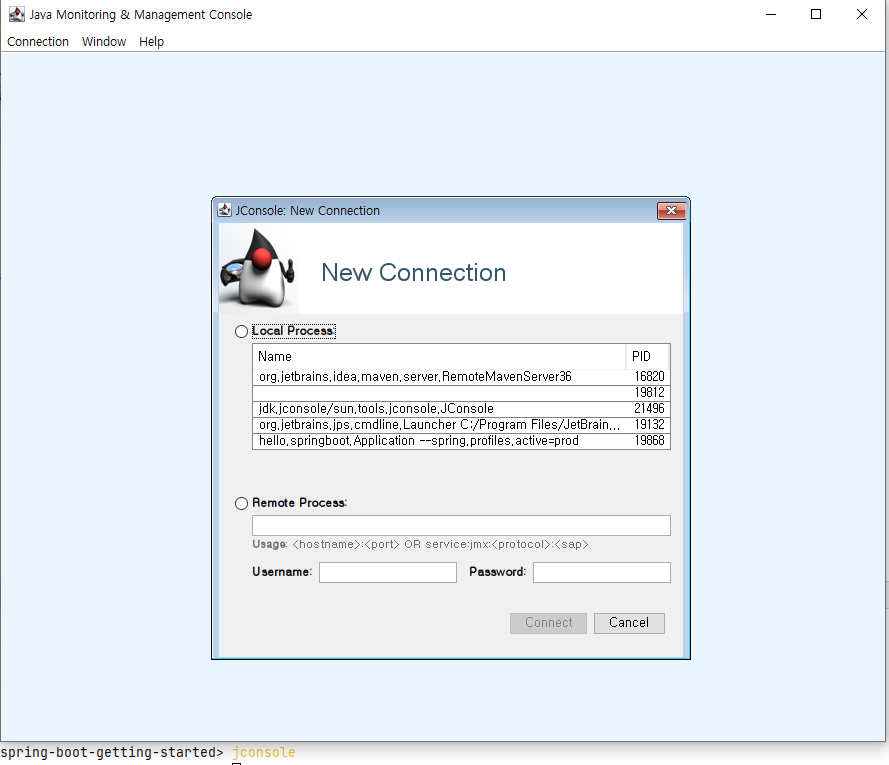 Java Monitoring & Management Console
Connection Window Help
JConsole: New Connection
New Connection
Local Process:
Name PID
org.jetbrains.idea.maven.server.RemoteMavenServer36 16820
19812
jdk.jconsole/sun.tools.jconsole.JConsole 21496
org.jetbrains.jps.cmdline.Launcher C:/Program Files/JetBrain... 19132
hello.springboot.Application --spring.profiles.active=prod 19868
Remote Process:
Usage: <hostname>:<port> OR service:jmx:<protocol>:<sap>
Username: Password:
Connect Cancel
spring-boot-getting-started> jconsole